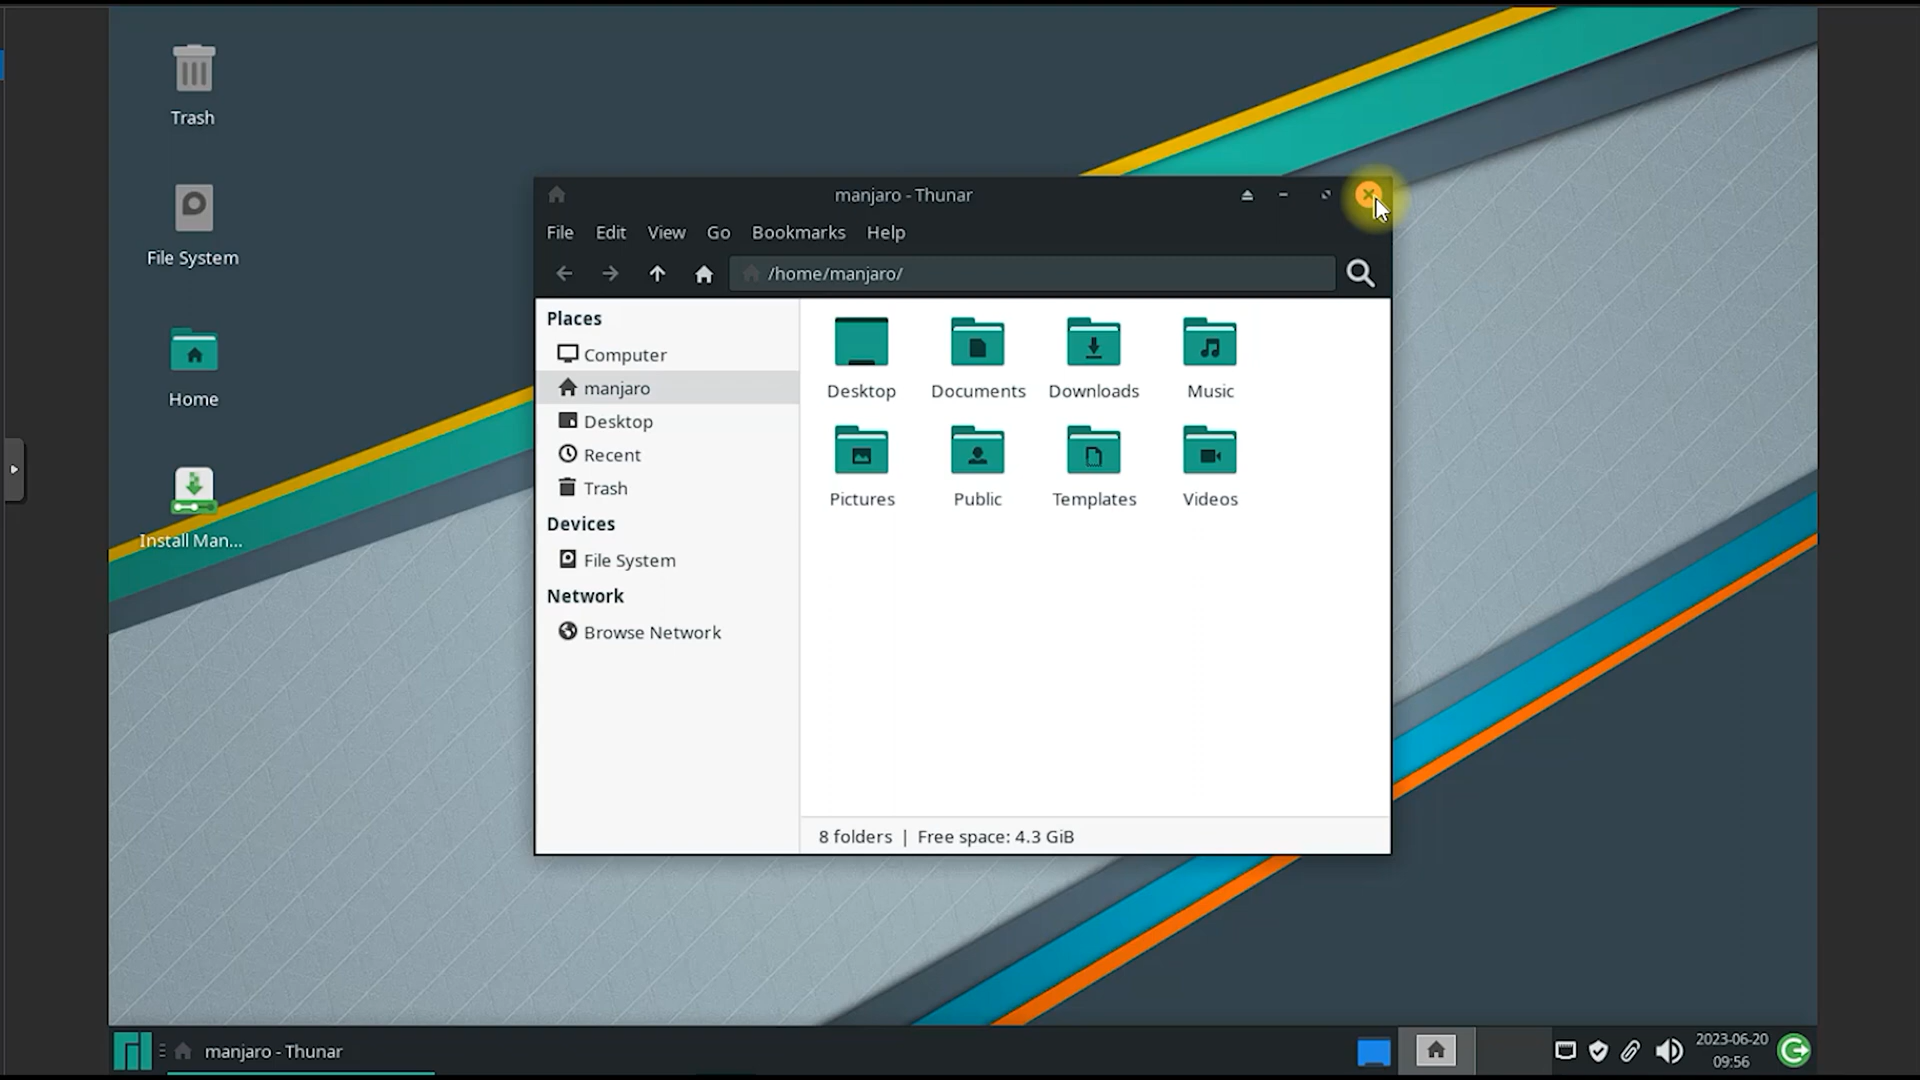 Trash
File System
Home
Install Man...
manjaro - Thunar
File Edit View Go Bookmarks Help
/home/manjaro/
Places
Computer
manjaro
Desktop
Recent
Trash
Devices
File System
Network
Browse Network
Desktop Documents Downloads Music
Pictures Public Templates Videos
8 folders | Free space: 4.3 GiB
manjaro - Thunar
2023-06-20
09:56